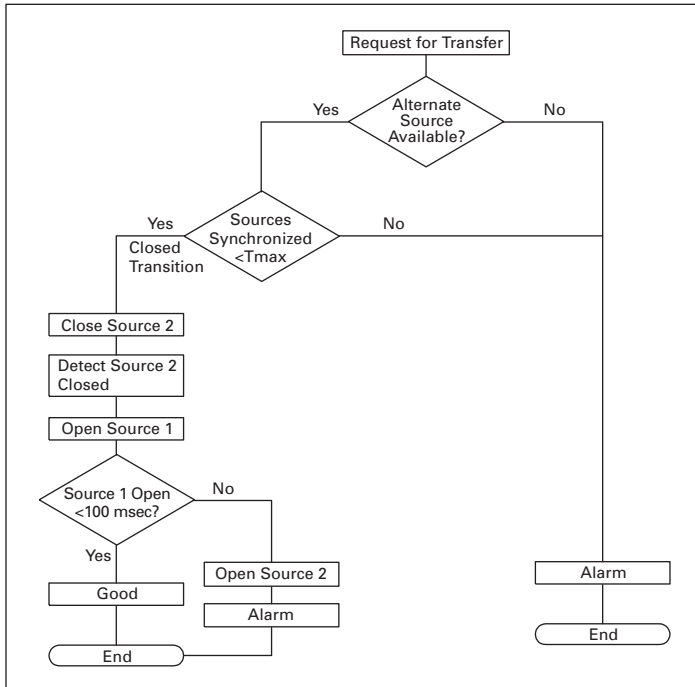 Request for Transfer
Yes
Alternate
Source
Available?
No
Yes
Closed
Transition
Sources
Synchronized
<Tmax
No
Close Source 2
Detect Source 2
Closed
Open Source 1
Source 1 Open
<100 msec?
No
Yes
Good
Open Source 2
Alarm
End
Alarm
End